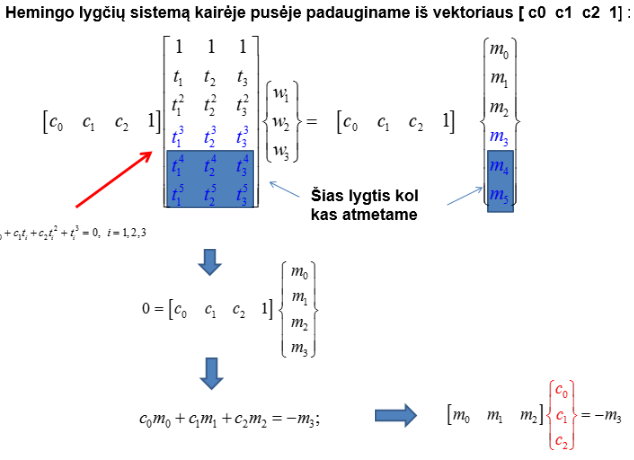 Hemingo lygčių sistemą kairėje pusėje padauginame iš vektoriaus [ c0 c1 c2 1] :
[c₀ c₁ c₂ 1] [1 1 1; t₁ t₂ t₃; t₁² t₂² t₃²; t₁³ t₂³ t₃³; t₁⁴ t₂⁴ t₃⁴; t₁⁵ t₂⁵ t₃⁵] {w₁; w₂; w₃} = [c₀ c₁ c₂ 1] {m₀; m₁; m₂; m₃; m₄; m₅}
Šias lygtis kol
kas atmetame
₀ + c₁tᵢ + c₂tᵢ² + tᵢ³ = 0, i = 1, 2, 3
0 = [c₀ c₁ c₂ 1] {m₀; m₁; m₂; m₃}
c₀m₀ + c₁m₁ + c₂m₂ = −m₃;
[m₀ m₁ m₂] {c₀; c₁; c₂} = −m₃